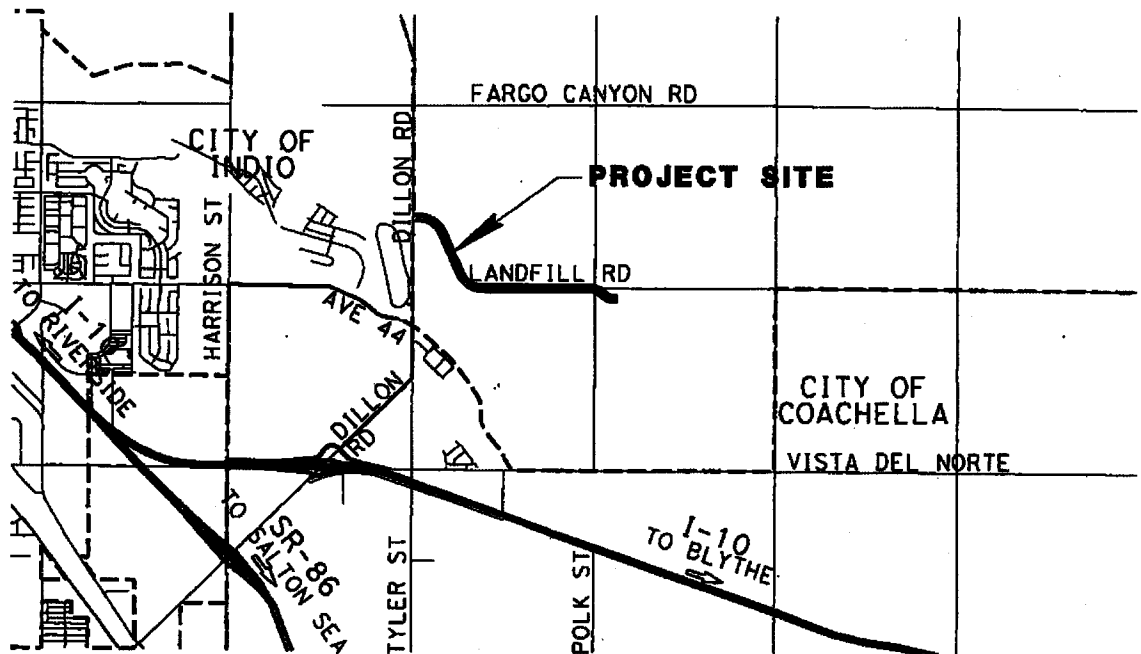 FARGO CANYON RD
CITY OF
INDIO
DILLON RD
PROJECT SITE
HARRISON ST
LANDFILL RD
AVE 44
TO I-1
RIVERSIDE
CITY OF
COACHELLA
DILLON
RD
VISTA DEL NORTE
SR-86
TO SALTON SEA
I-10
TO BLYTHE
TYLER ST
POLK ST